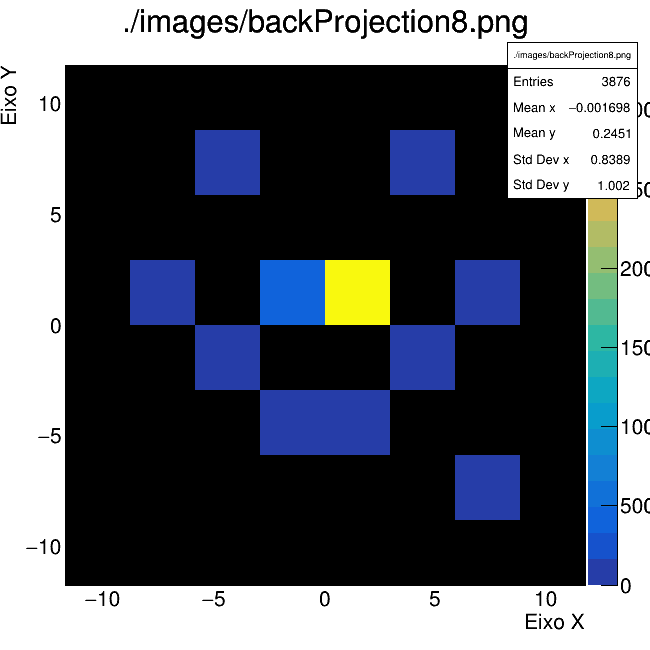 ./images/backProjection8.png
./images/backProjection8.png
Entries 3876
Mean x −0.001698
Mean y 0.2451
Std Dev x 0.8389
Std Dev y 1.002
Eixo Y
10
5
0
−5
−10
−10 −5 0 5 10
Eixo X
200
150
100
500
0